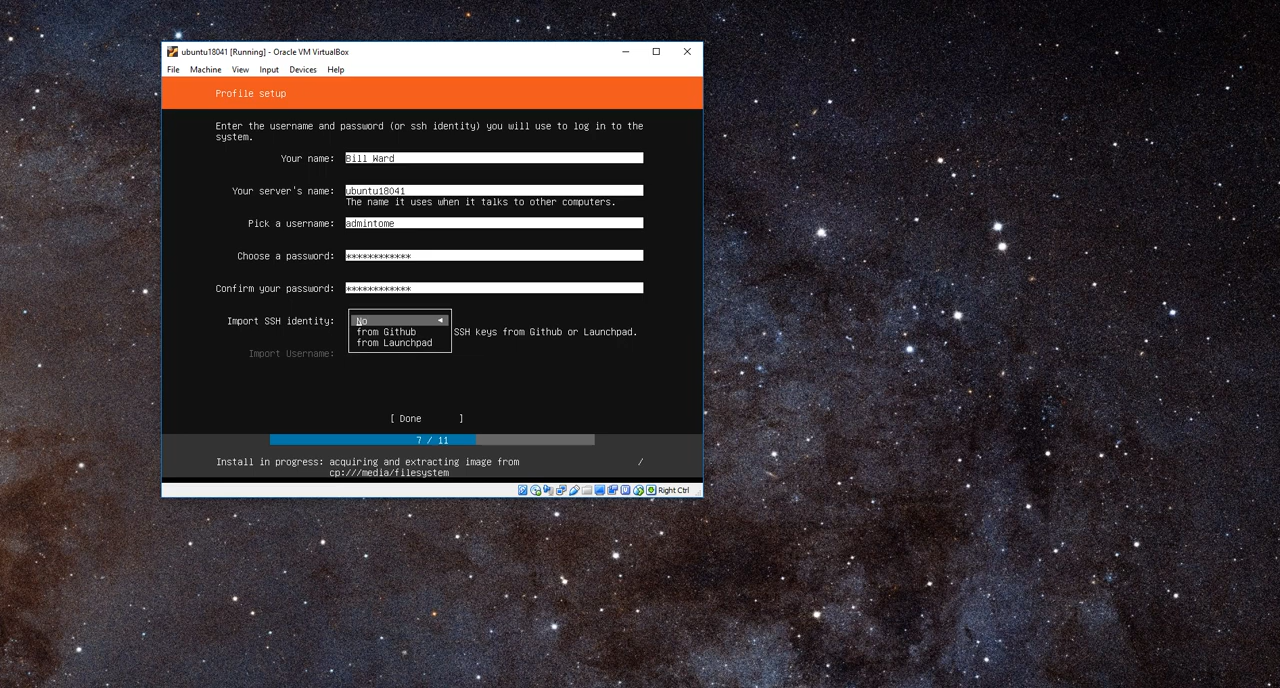 ubuntu18041 [Running] - Oracle VM VirtualBox
File Machine View Input Devices Help
Profile setup
Enter the username and password (or ssh identity) you will use to log in to the
system.
Your name: Bill Ward
Your server's name: ubuntu18041
The name it uses when it talks to other computers.
Pick a username: admintome
Choose a password: ************
Confirm your password: ************
Import SSH identity: No ◄
from Github SSH keys from Github or Launchpad.
from Launchpad
Import Username:
[ Done ]
7 / 11
Install in progress: acquiring and extracting image from /
cp:///media/filesystem
Right Ctrl